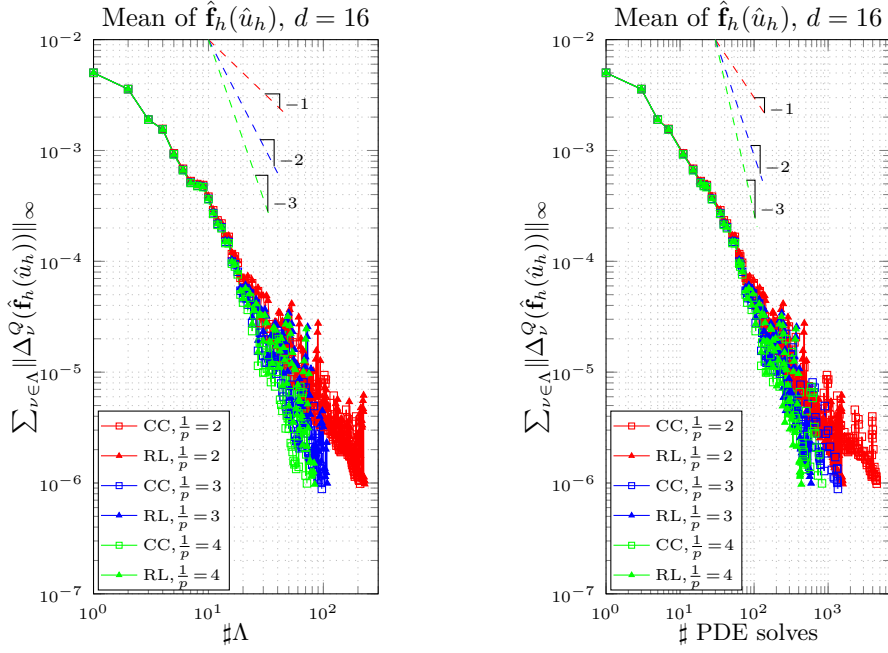 Mean of f̂_h(û_h), d = 16
10^−2
10^−3
10^−4
10^−5
10^−6
10^−7
∑_{ν∈Λ} ||Δ^Q_ν(f̂_h(û_h))||_∞
−1
−2
−3
CC, 1/p = 2
RL, 1/p = 2
CC, 1/p = 3
RL, 1/p = 3
CC, 1/p = 4
RL, 1/p = 4
10^0
10^1
10^2
♯Λ
Mean of f̂_h(û_h), d = 16
10^−2
10^−3
10^−4
10^−5
10^−6
10^−7
∑_{ν∈Λ} ||Δ^Q_ν(f̂_h(û_h))||_∞
−1
−2
−3
CC, 1/p = 2
RL, 1/p = 2
CC, 1/p = 3
RL, 1/p = 3
CC, 1/p = 4
RL, 1/p = 4
10^0
10^1
10^2
10^3
♯ PDE solves